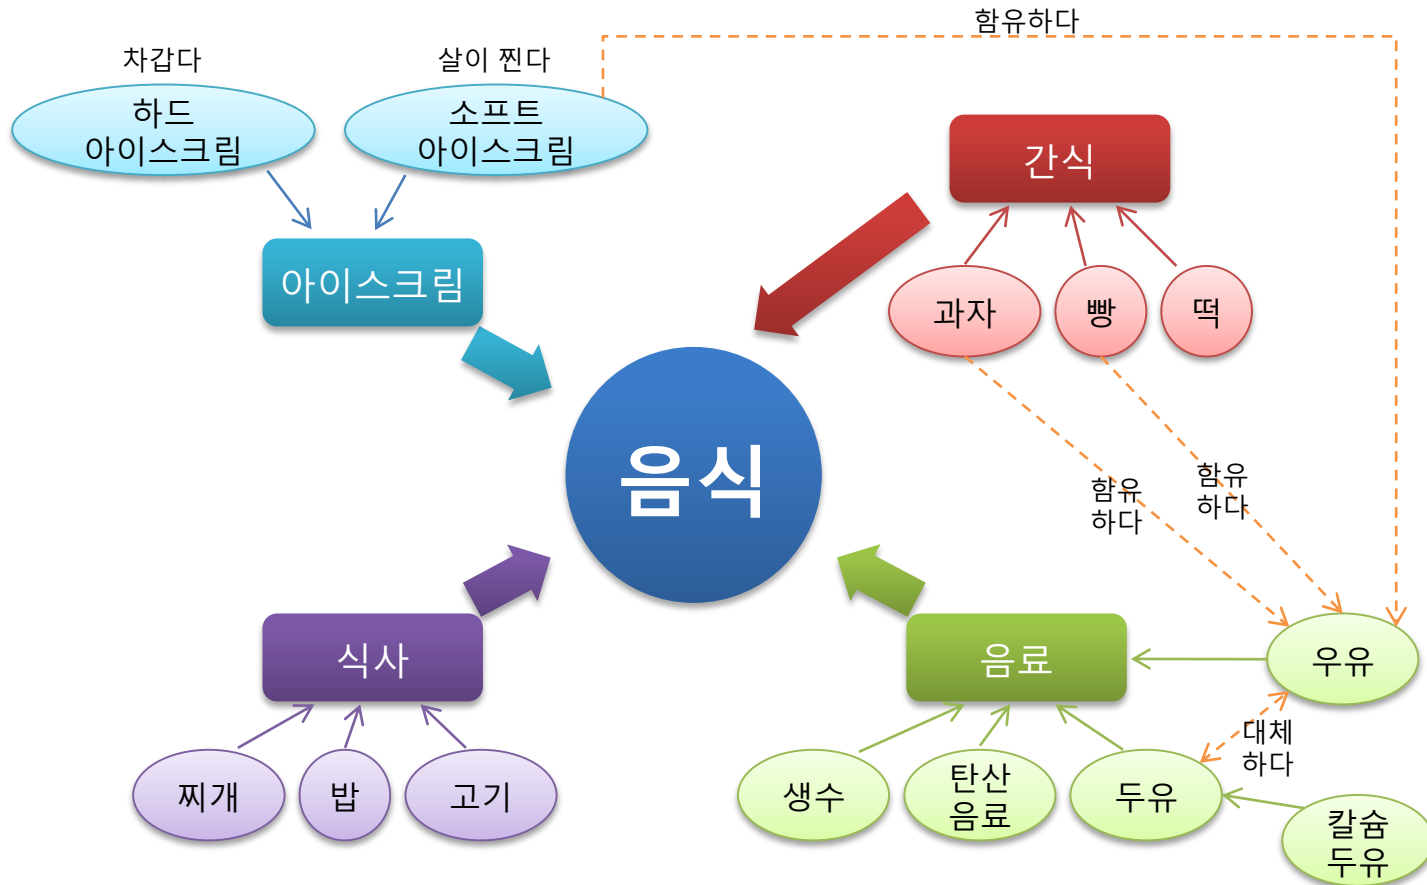 함유하다
차갑다
살이 찐다
하드
아이스크림
소프트
아이스크림
간식
아이스크림
과자
빵
떡
음식
함유
하다
함유
하다
식사
음료
우유
대체
하다
찌개
밥
고기
생수
탄산
음료
두유
칼슘
두유